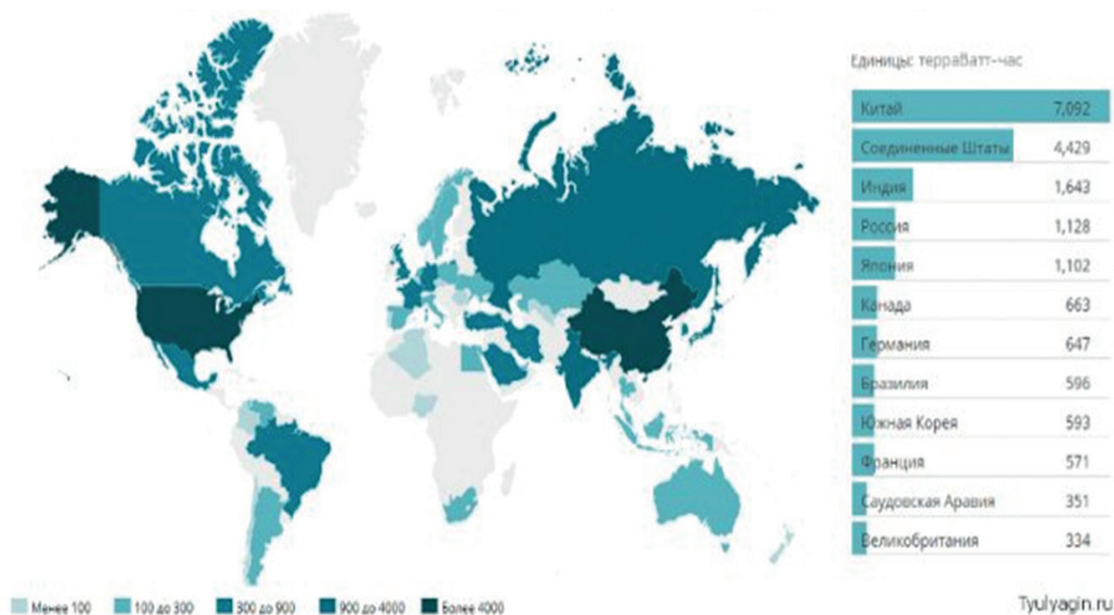 Единицы: терраватт-час
Китай 7,092
Соединенные Штаты 4,429
Индия 1,643
Россия 1,128
Япония 1,102
Канада 663
Германия 647
Бразилия 596
Южная Корея 593
Франция 571
Саудовская Аравия 351
Великобритания 334
Менее 100 100 до 300 300 до 900 900 до 4000 Более 4000
Tyulyagin.ru